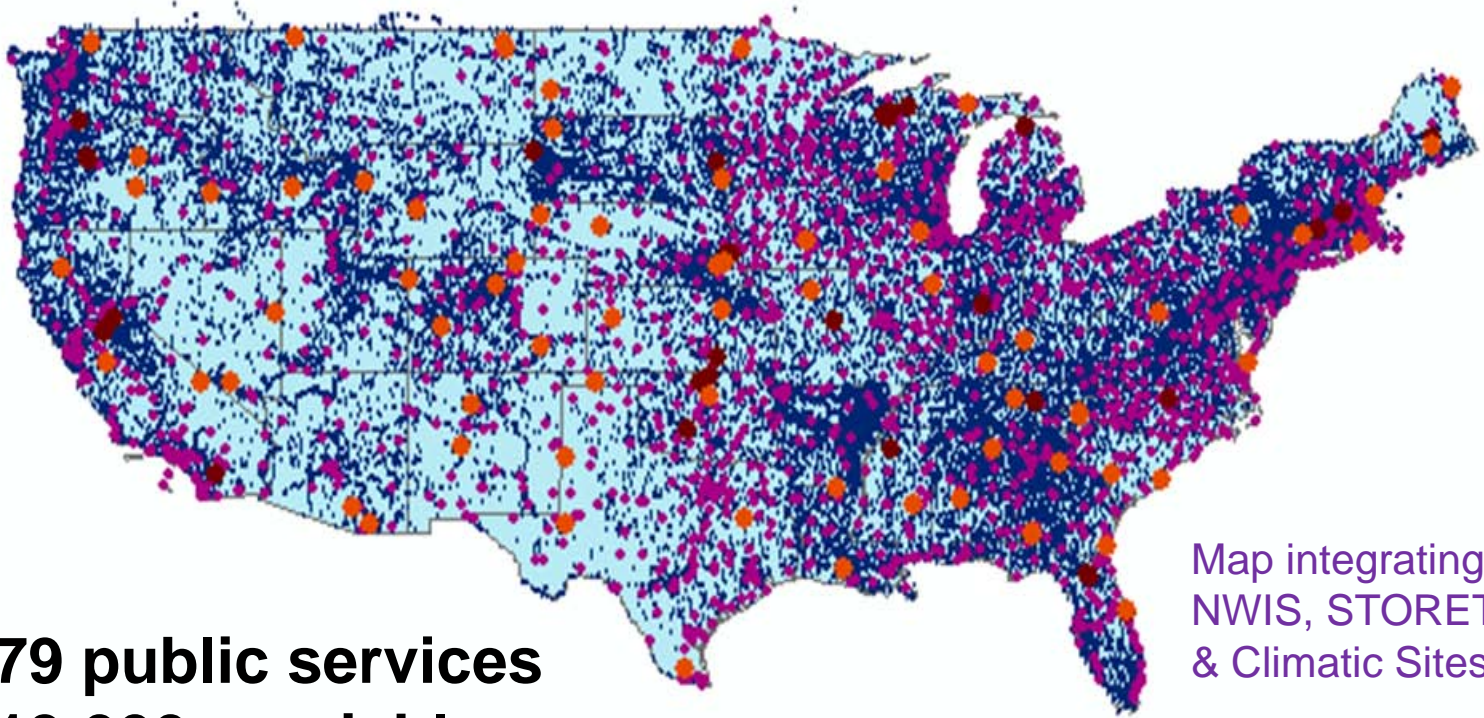 Map integrating
NWIS, STORET
& Climatic Sites
79 public services